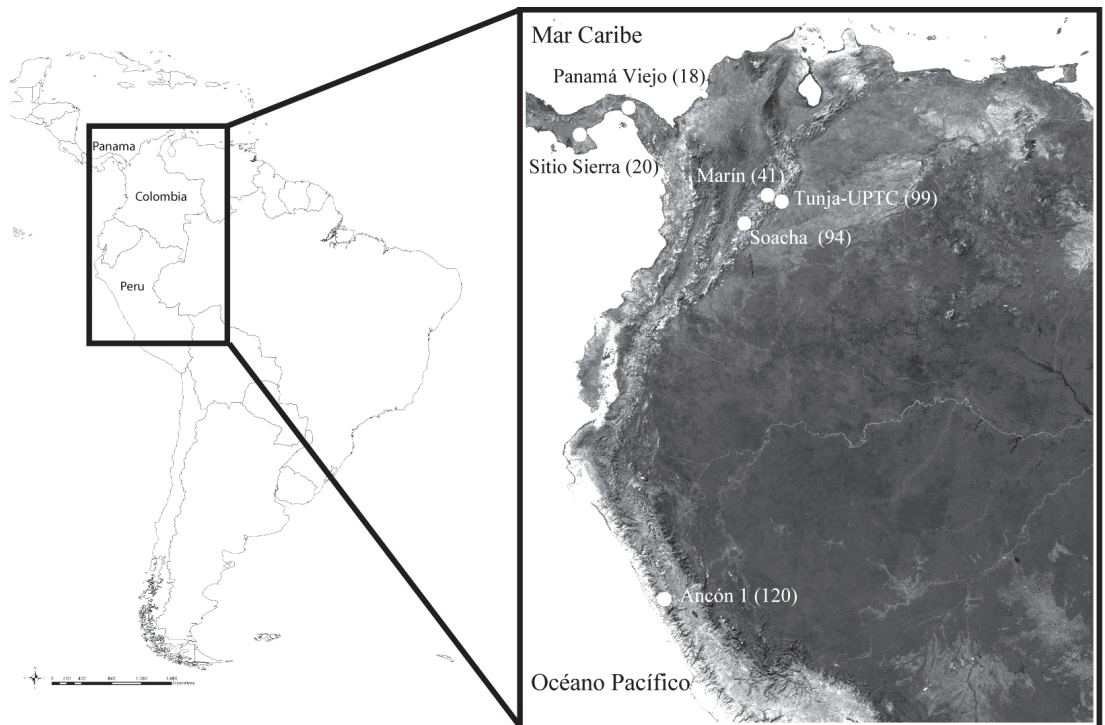 Mar Caribe
Panamá Viejo (18)
Sitio Sierra (20)
Marín (41)
Tunja-UPTC (99)
Soacha (94)
Ancón 1 (120)
Océano Pacífico
Panama
Colombia
Peru